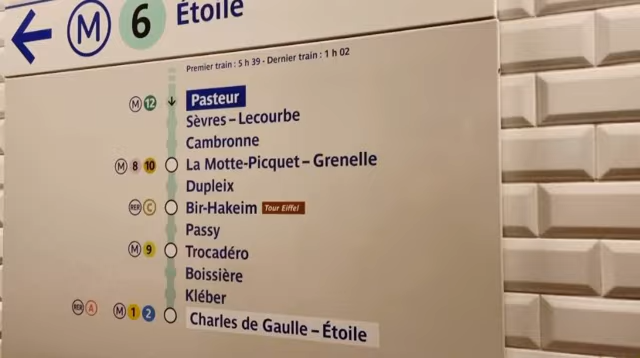 M 6 Étoile
Premier train : 5 h 39 - Dernier train : 1 h 02
M 12 Pasteur
Sèvres – Lecourbe
Cambronne
M 8 10 La Motte-Picquet – Grenelle
Dupleix
RER C Bir-Hakeim Tour Eiffel
Passy
M 9 Trocadéro
Boissière
Kléber
RER A M 1 2 Charles de Gaulle – Étoile